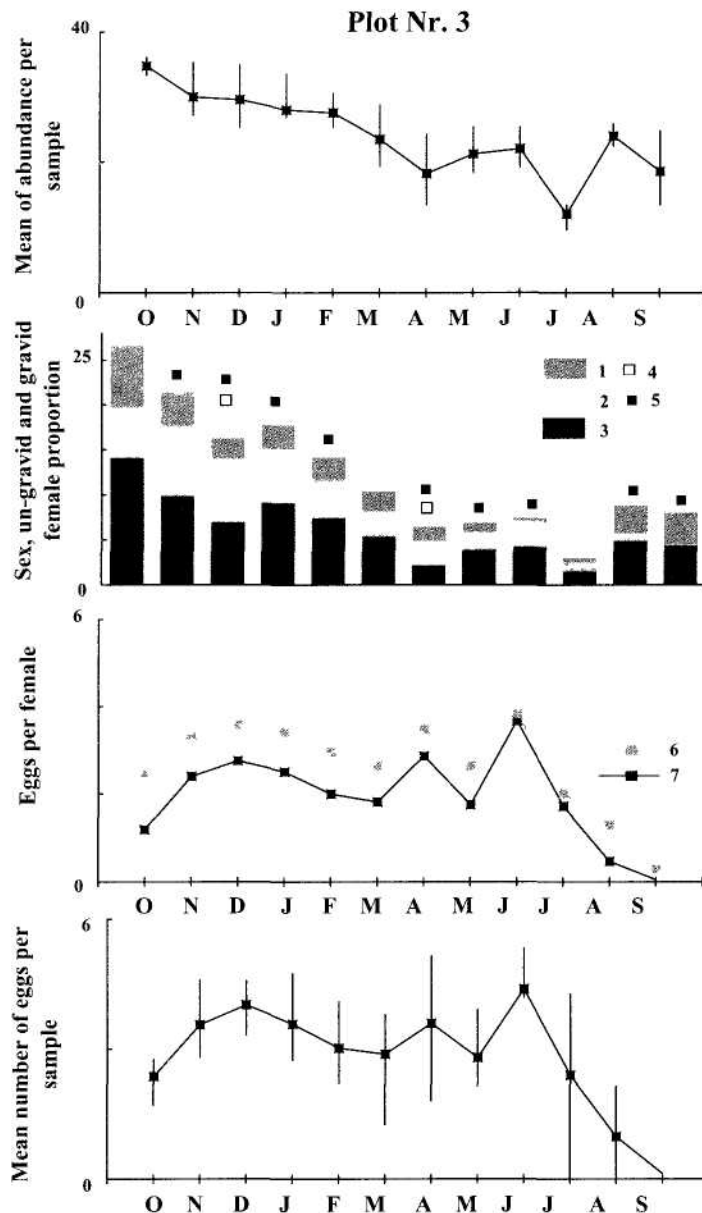 Plot Nr. 3
40
Mean of abundance per
sample
0
O N D J F M A M J J A S
25
Sex, un-gravid and gravid
female proportion
1 4
2 5
3
0
6
Eggs per female
6
7
0
O N D J F M A M J J A S
6
Mean number of eggs per
sample
0
O N D J F M A M J J A S